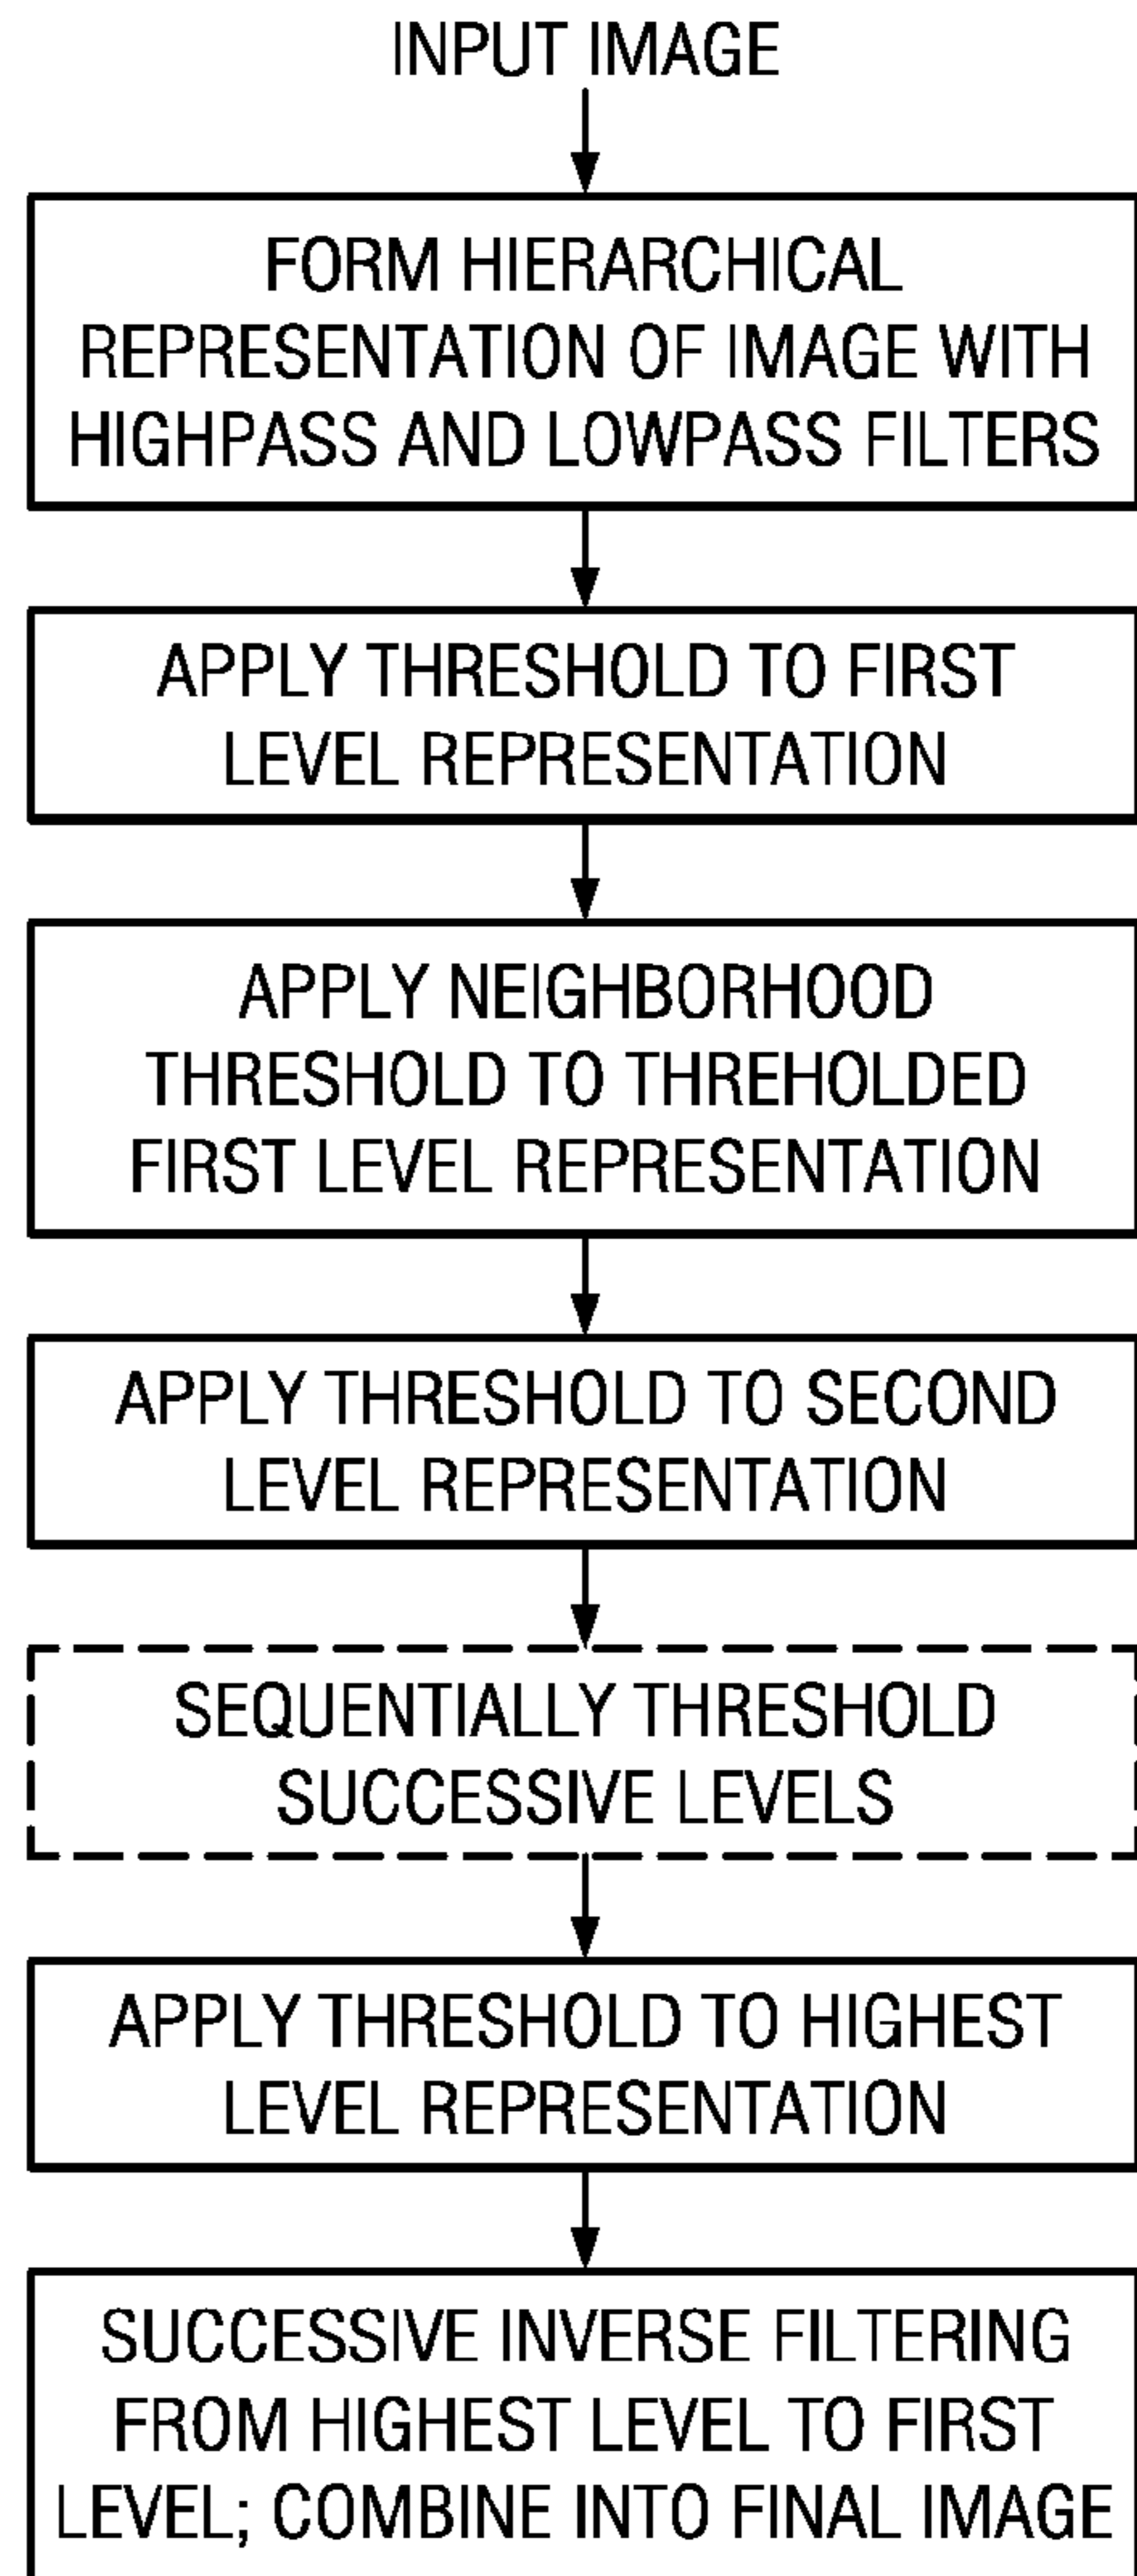 INPUT IMAGE
FORM HIERARCHICAL
REPRESENTATION OF IMAGE WITH
HIGHPASS AND LOWPASS FILTERS
APPLY THRESHOLD TO FIRST
LEVEL REPRESENTATION
APPLY NEIGHBORHOOD
THRESHOLD TO THREHOLDED
FIRST LEVEL REPRESENTATION
APPLY THRESHOLD TO SECOND
LEVEL REPRESENTATION
SEQUENTIALLY THRESHOLD
SUCCESSIVE LEVELS
APPLY THRESHOLD TO HIGHEST
LEVEL REPRESENTATION
SUCCESSIVE INVERSE FILTERING
FROM HIGHEST LEVEL TO FIRST
LEVEL; COMBINE INTO FINAL IMAGE